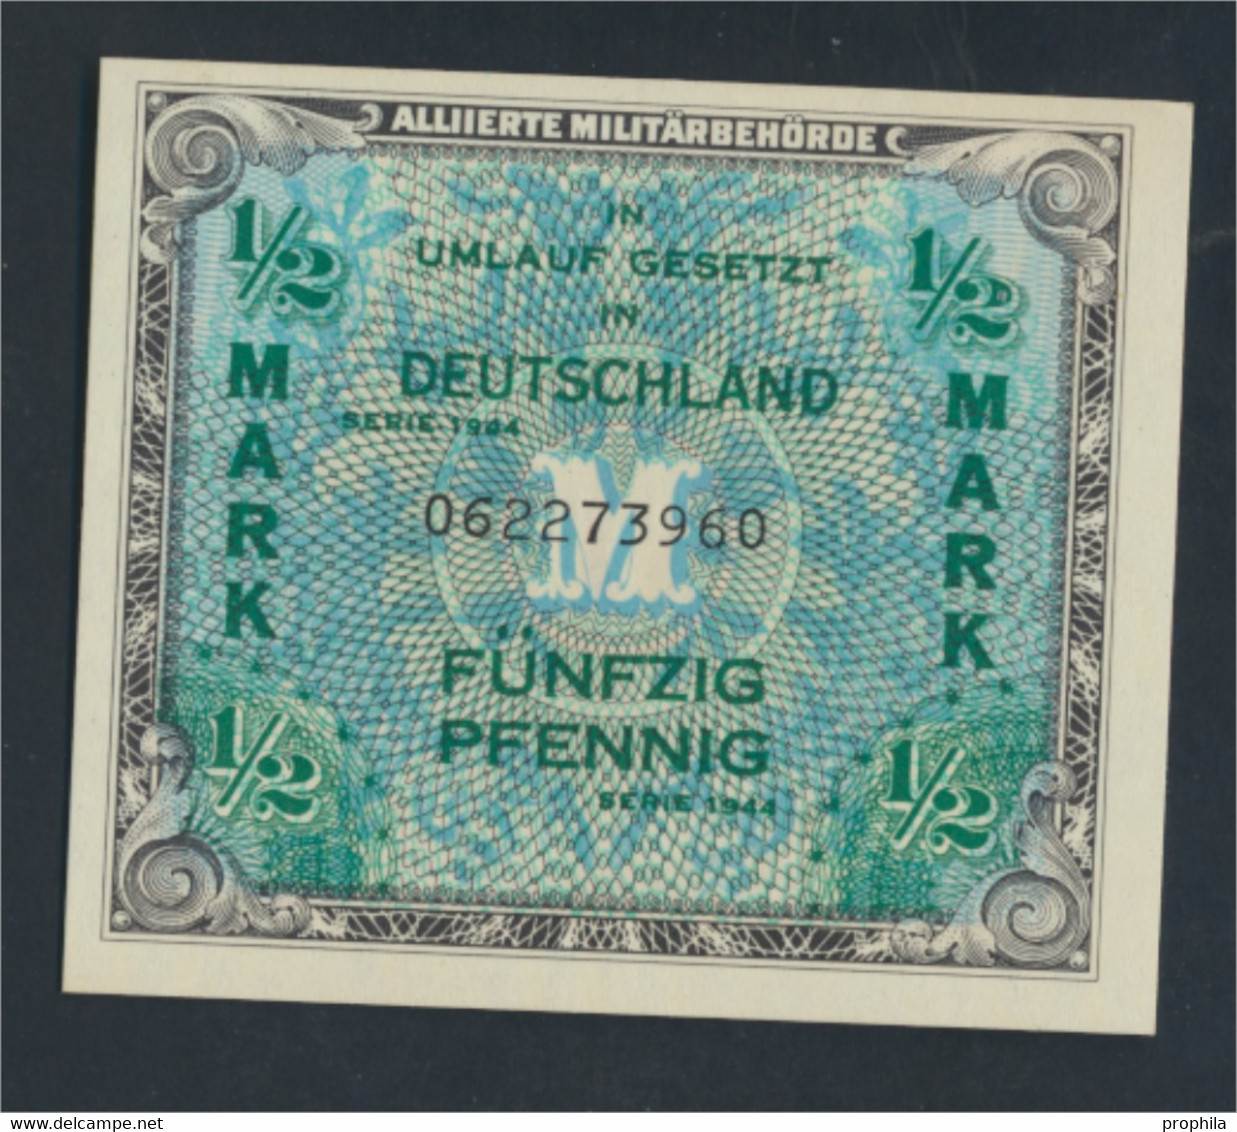 ALLIIERTE MILITÄRBEHÖRDE
1/2 1/2
IN
UMLAUF GESETZT
IN
DEUTSCHLAND
SERIE 1944
MARK MARK
062273960
M
FÜNFZIG
PFENNIG
SERIE 1944
1/2 1/2
www.delcampe.net
prophila